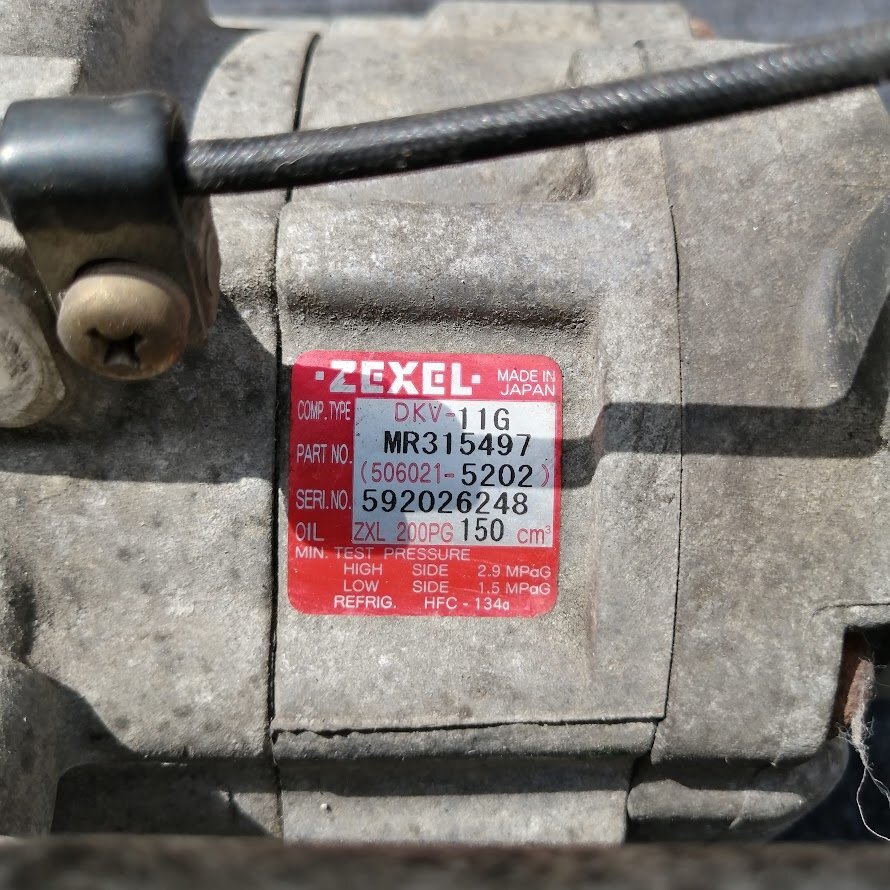 ·ZEXEL· MADE IN JAPAN
COMP. TYPE DKV-11G
PART NO. MR315497
(506021-5202)
SERI.NO. 592026248
OIL ZXL 200PG 150 cm³
MIN. TEST PRESSURE
HIGH SIDE 2.9 MPaG
LOW SIDE 1.5 MPaG
REFRIG. HFC-134a